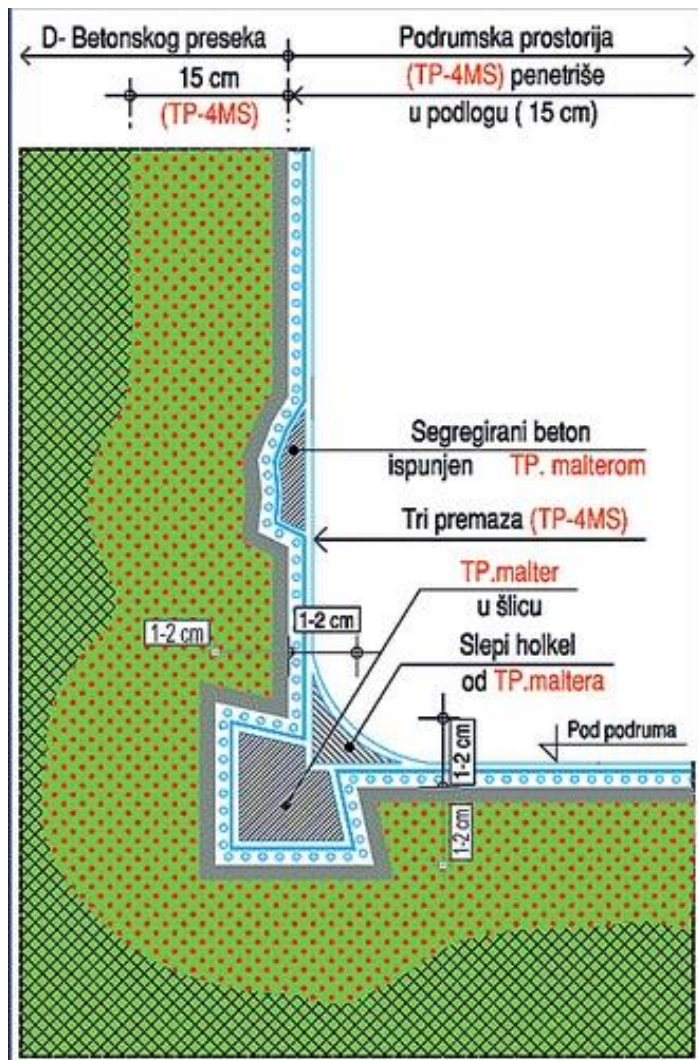 D- Betonskog preseka
Podrumska prostorija
15 cm
(TP-4MS) penetriše
(TP-4MS)
u podlogu ( 15 cm)
Segregirani beton
ispunjen TP. malterom
Tri premaza (TP-4MS)
TP.malter
u šlicu
1-2 cm
1-2 cm
Slepi holkel
od TP.maltera
Pod podruma
1-2 cm
1-2 cm